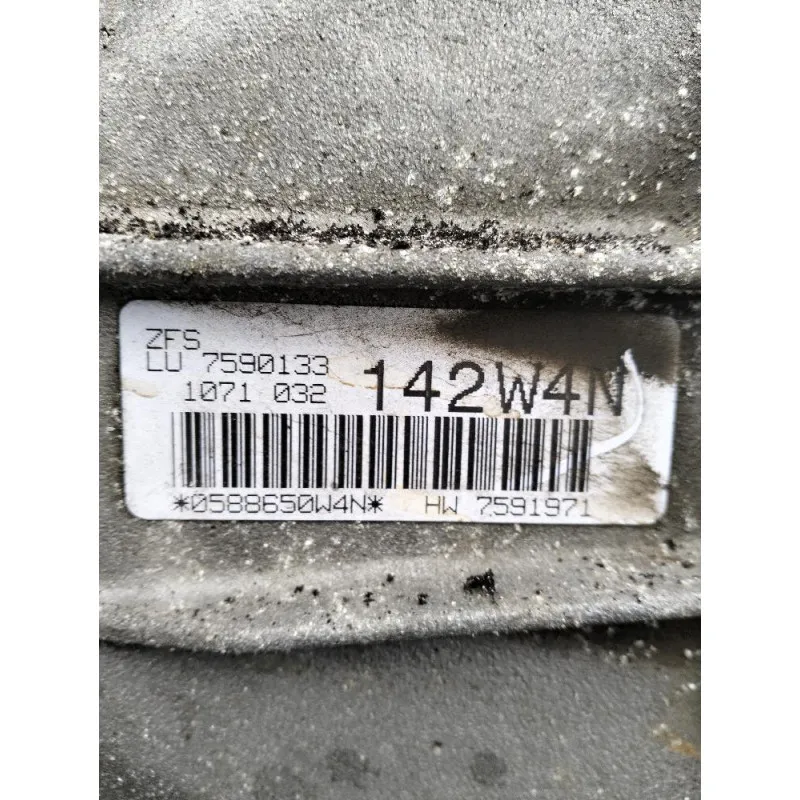 ZFS
LU 7590133
1071 032 142W4N
*0588650W4N* HW 7591971